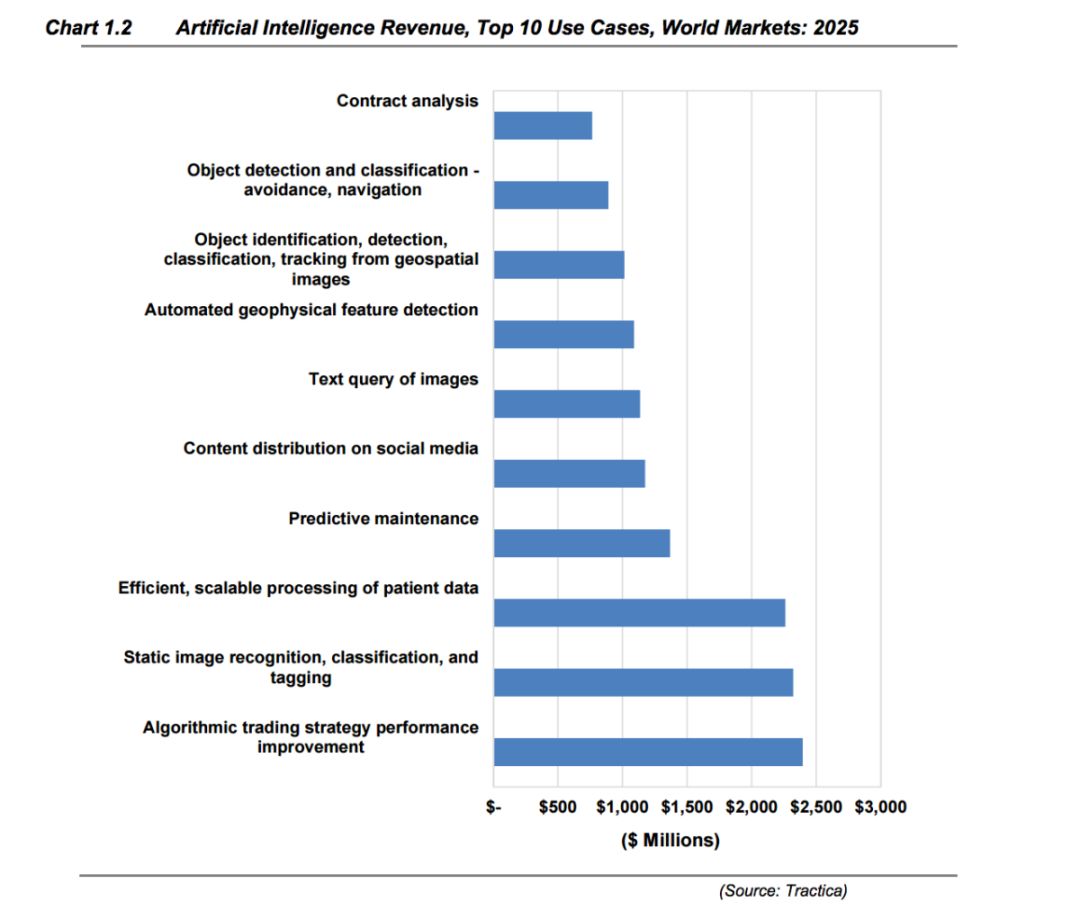 Chart 1.2 Artificial Intelligence Revenue, Top 10 Use Cases, World Markets: 2025
Contract analysis
Object detection and classification -
avoidance, navigation
Object identification, detection,
classification, tracking from geospatial
images
Automated geophysical feature detection
Text query of images
Content distribution on social media
Predictive maintenance
Efficient, scalable processing of patient data
Static image recognition, classification, and
tagging
Algorithmic trading strategy performance
improvement
$- $500 $1,000 $1,500 $2,000 $2,500 $3,000
($ Millions)
(Source: Tractica)